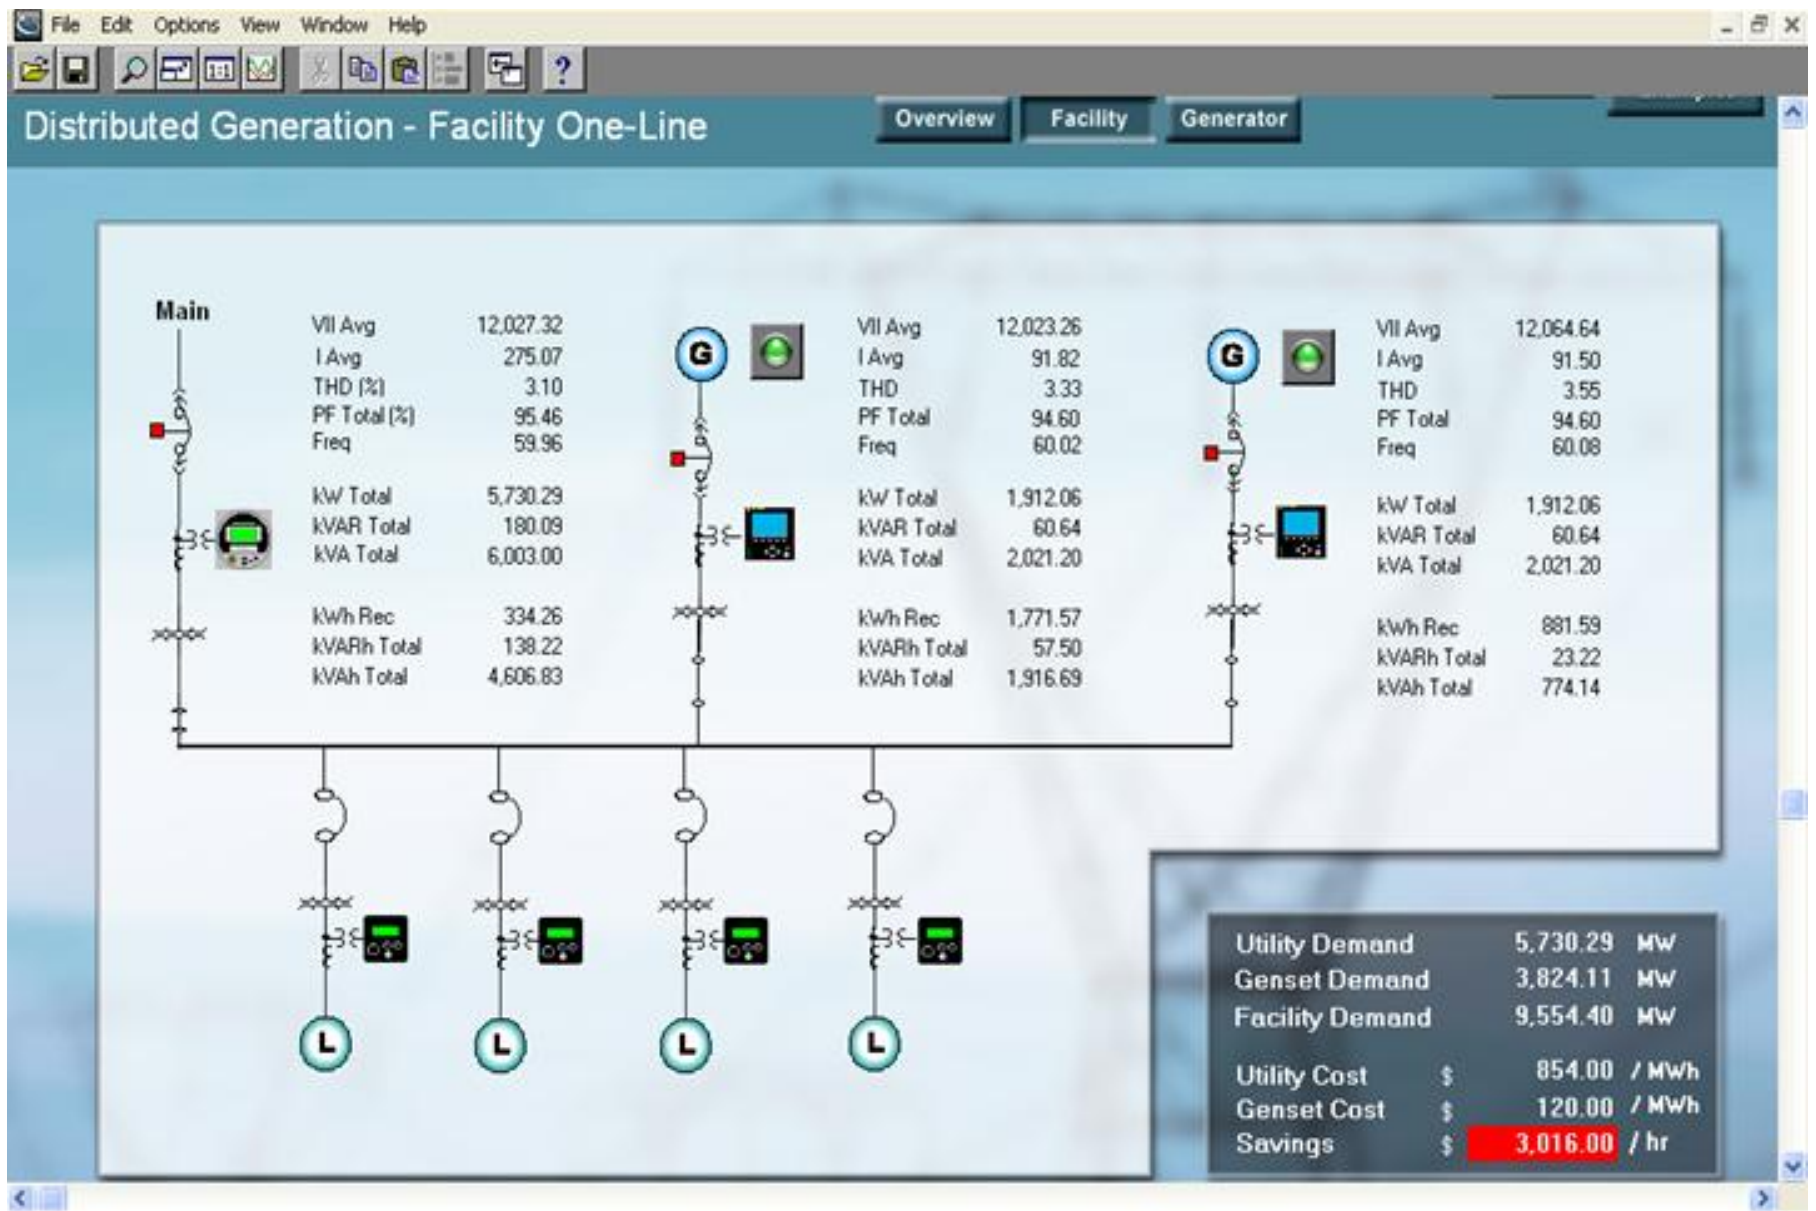 File Edit Options View Window Help
1:1 ?
Distributed Generation - Facility One-Line
Overview Facility Generator
Main
Vll Avg 12,027.32
I Avg 275.07
THD (%) 3.10
PF Total (%) 95.46
Freq 59.96
kW Total 5,730.29
kVAR Total 180.09
kVA Total 6,003.00
kWh Rec 334.26
kVARh Total 138.22
kVAh Total 4,606.83
G
Vll Avg 12,023.26
I Avg 91.82
THD 3.33
PF Total 94.60
Freq 60.02
kW Total 1,912.06
kVAR Total 60.64
kVA Total 2,021.20
kWh Rec 1,771.57
kVARh Total 57.50
kVAh Total 1,916.69
G
Vll Avg 12,064.64
I Avg 91.50
THD 3.55
PF Total 94.60
Freq 60.08
kW Total 1,912.06
kVAR Total 60.64
kVA Total 2,021.20
kWh Rec 881.59
kVARh Total 23.22
kVAh Total 774.14
L L L L
Utility Demand 5,730.29 MW
Genset Demand 3,824.11 MW
Facility Demand 9,554.40 MW
Utility Cost $ 854.00 / MWh
Genset Cost $ 120.00 / MWh
Savings $ 3,016.00 / hr